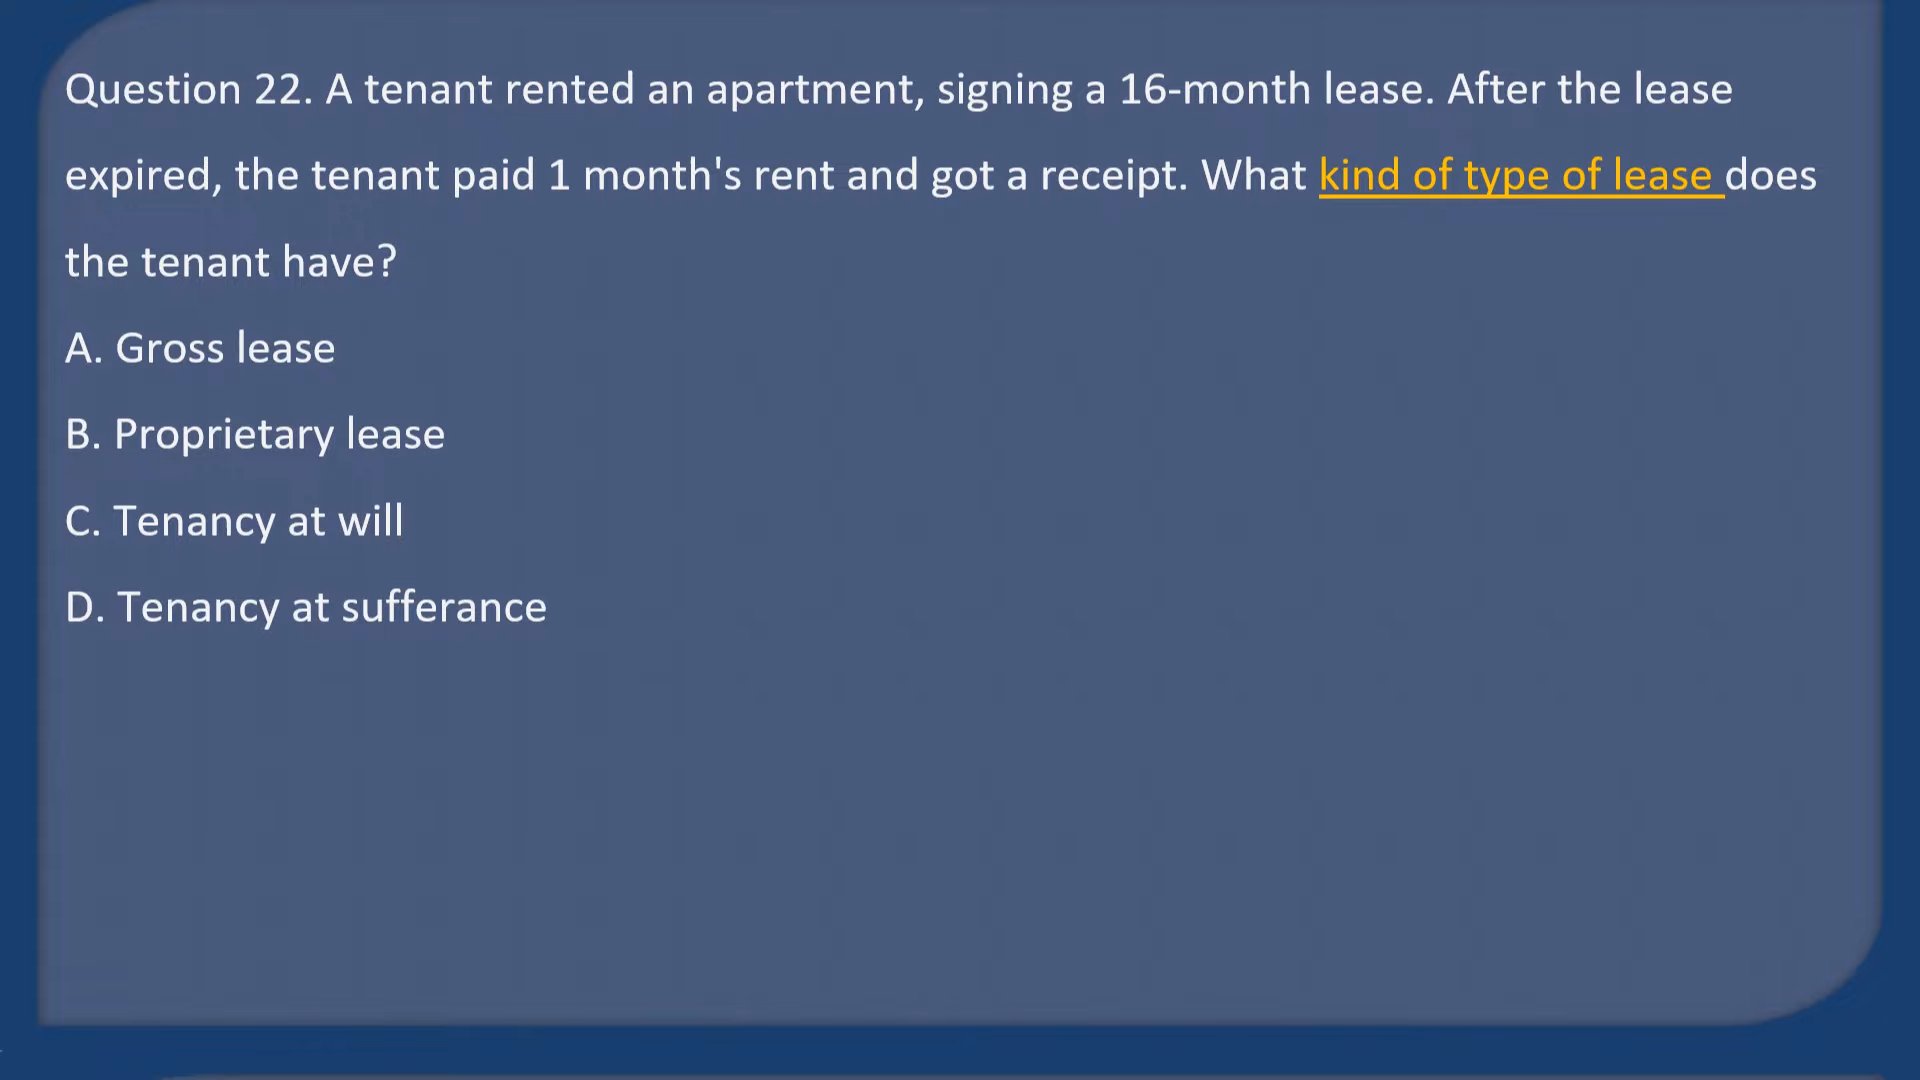 Question 22. A tenant rented an apartment, signing a 16-month lease. After the lease
expired, the tenant paid 1 month's rent and got a receipt. What kind of type of lease does
the tenant have?
A. Gross lease
B. Proprietary lease
C. Tenancy at will
D. Tenancy at sufferance